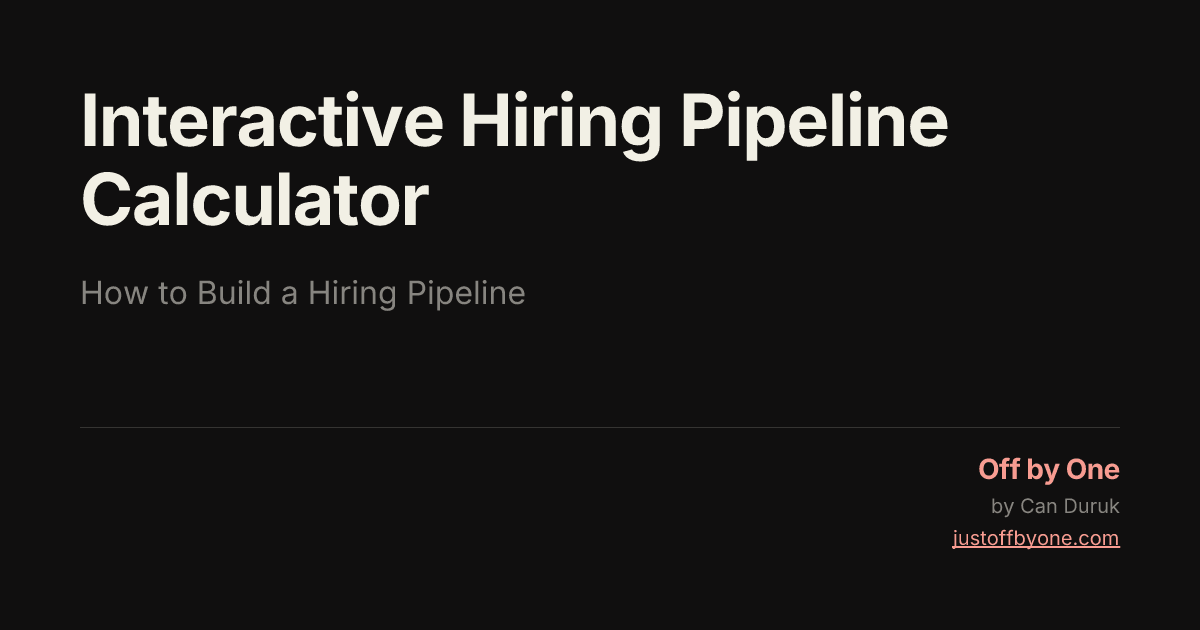 Interactive Hiring Pipeline
Calculator
How to Build a Hiring Pipeline
Off by One
by Can Duruk
justoffbyone.com